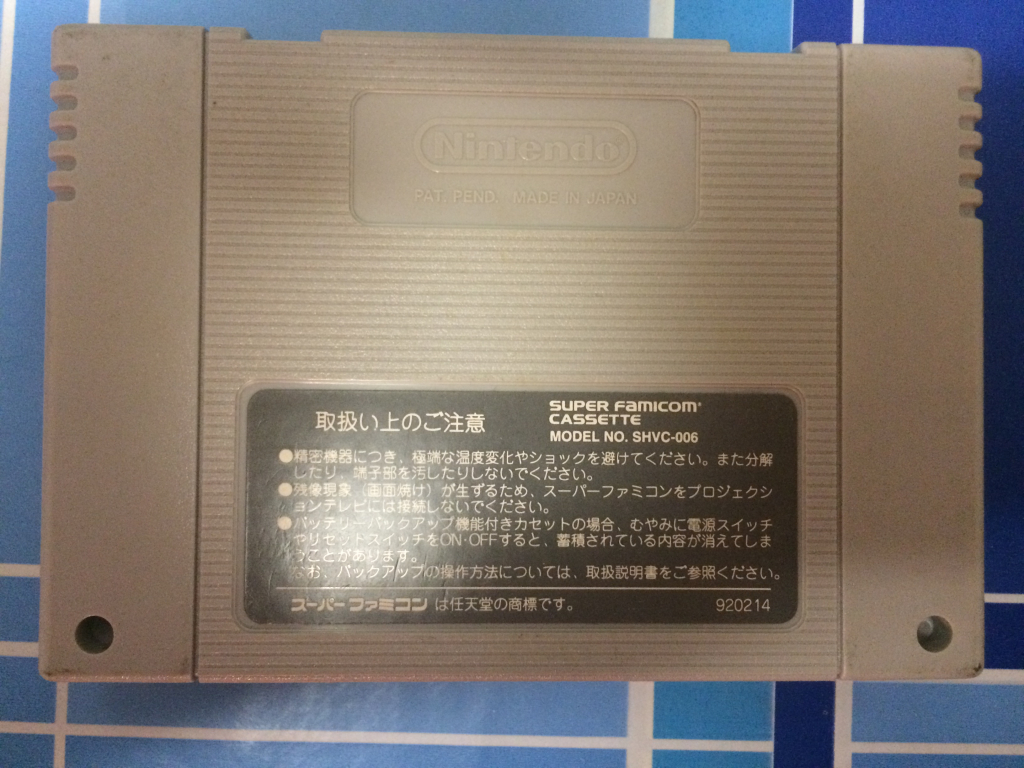 Nintendo
PAT. PEND. MADE IN JAPAN
取扱い上のご注意
SUPER FAMICOM
CASSETTE
MODEL NO. SHVC-006
●精密機器につき、極端な温度変化やショックを避けてください。また分解
したり、端子部を汚したりしないでください。
●残像現象(画面焼け)が生ずるため、スーパーファミコンをプロジェクシ
ョンテレビには接続しないでください。
●バッテリーバックアップ機能付きカセットの場合、むやみに電源スイッチ
やリセットスイッチをON・OFFすると、蓄積されている内容が消えてしま
うことがあります。
なお、バックアップの操作方法については、取扱説明書をご参照ください。
スーパーファミコン は任天堂の商標です。
920214